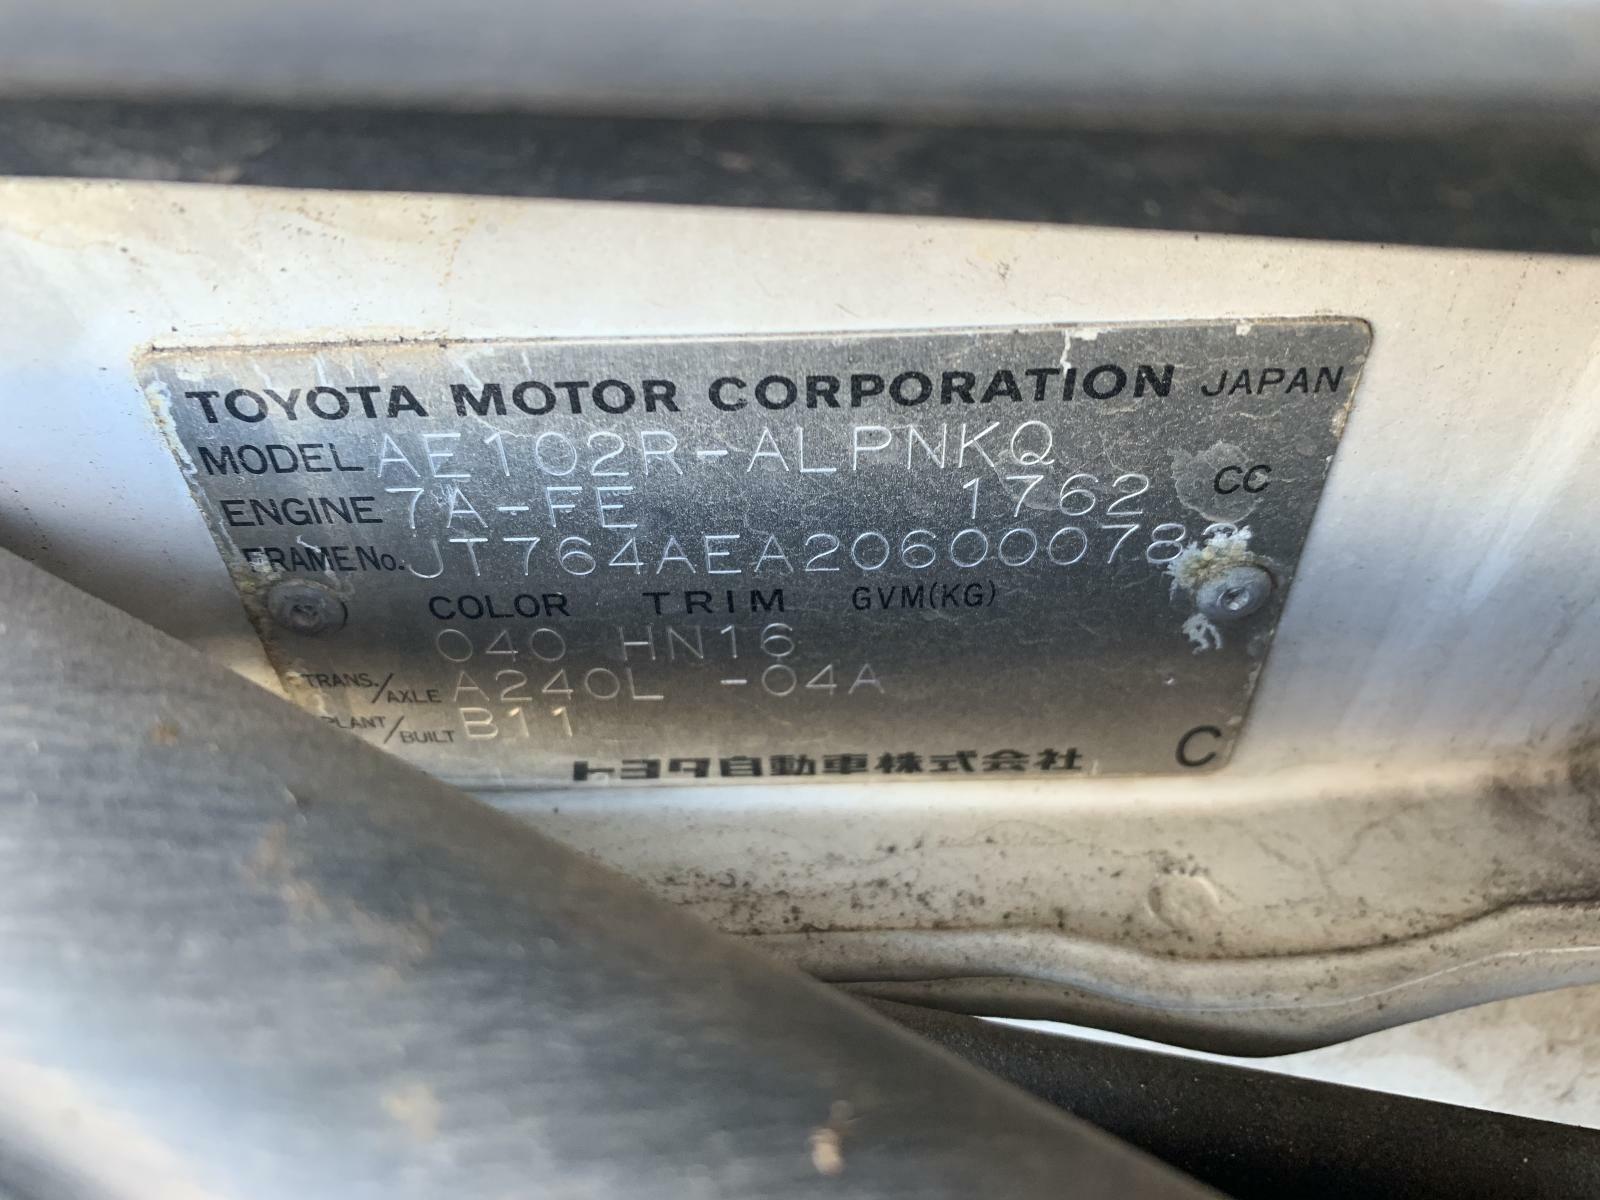 TOYOTA MOTOR CORPORATION JAPAN
MODEL AE102R-ALPNKQ
ENGINE 7A-FE 1762 CC
FRAME No.
COLOR TRIM GVM(KG)
040 HN16
TRANS./AXLE A240L -04A
PLANT/BUILT B11
トヨタ自動車株式会社 C